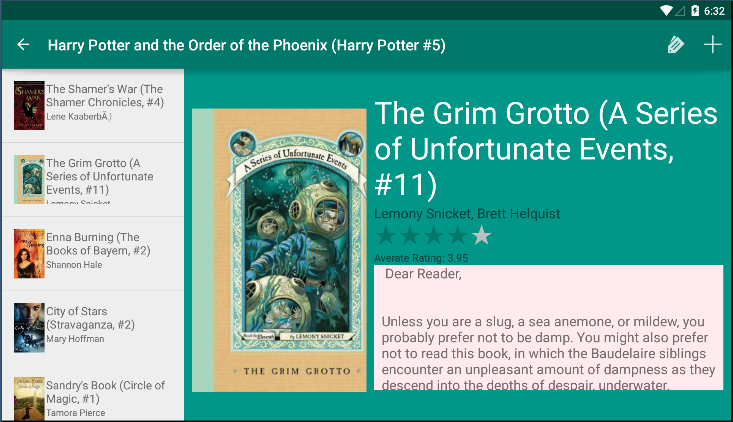 6:32
Harry Potter and the Order of the Phoenix (Harry Potter #5)
The Shamer's War (The
Shamer Chronicles, #4)
Lene KaaberbÃ,|
The Grim Grotto (A
Series of Unfortunate
Events, #11)
Lemony Snicket
Enna Burning (The
Books of Bayern, #2)
Shannon Hale
City of Stars
(Stravaganza, #2)
Mary Hoffman
Sandry's Book (Circle of
Magic, #1)
Tamora Pierce
SHAMER'S
WAR
A Series of Unfortunate Events
by LEMONY SNICKET
THE GRIM GROTTO
The Grim Grotto (A Series
of Unfortunate Events,
#11)
Lemony Snicket, Brett Helquist
Averate Rating: 3.95
Dear Reader,
Unless you are a slug, a sea anemone, or mildew, you
probably prefer not to be damp. You might also prefer
not to read this book, in which the Baudelaire siblings
encounter an unpleasant amount of dampness as they
descend into the depths of despair, underwater.